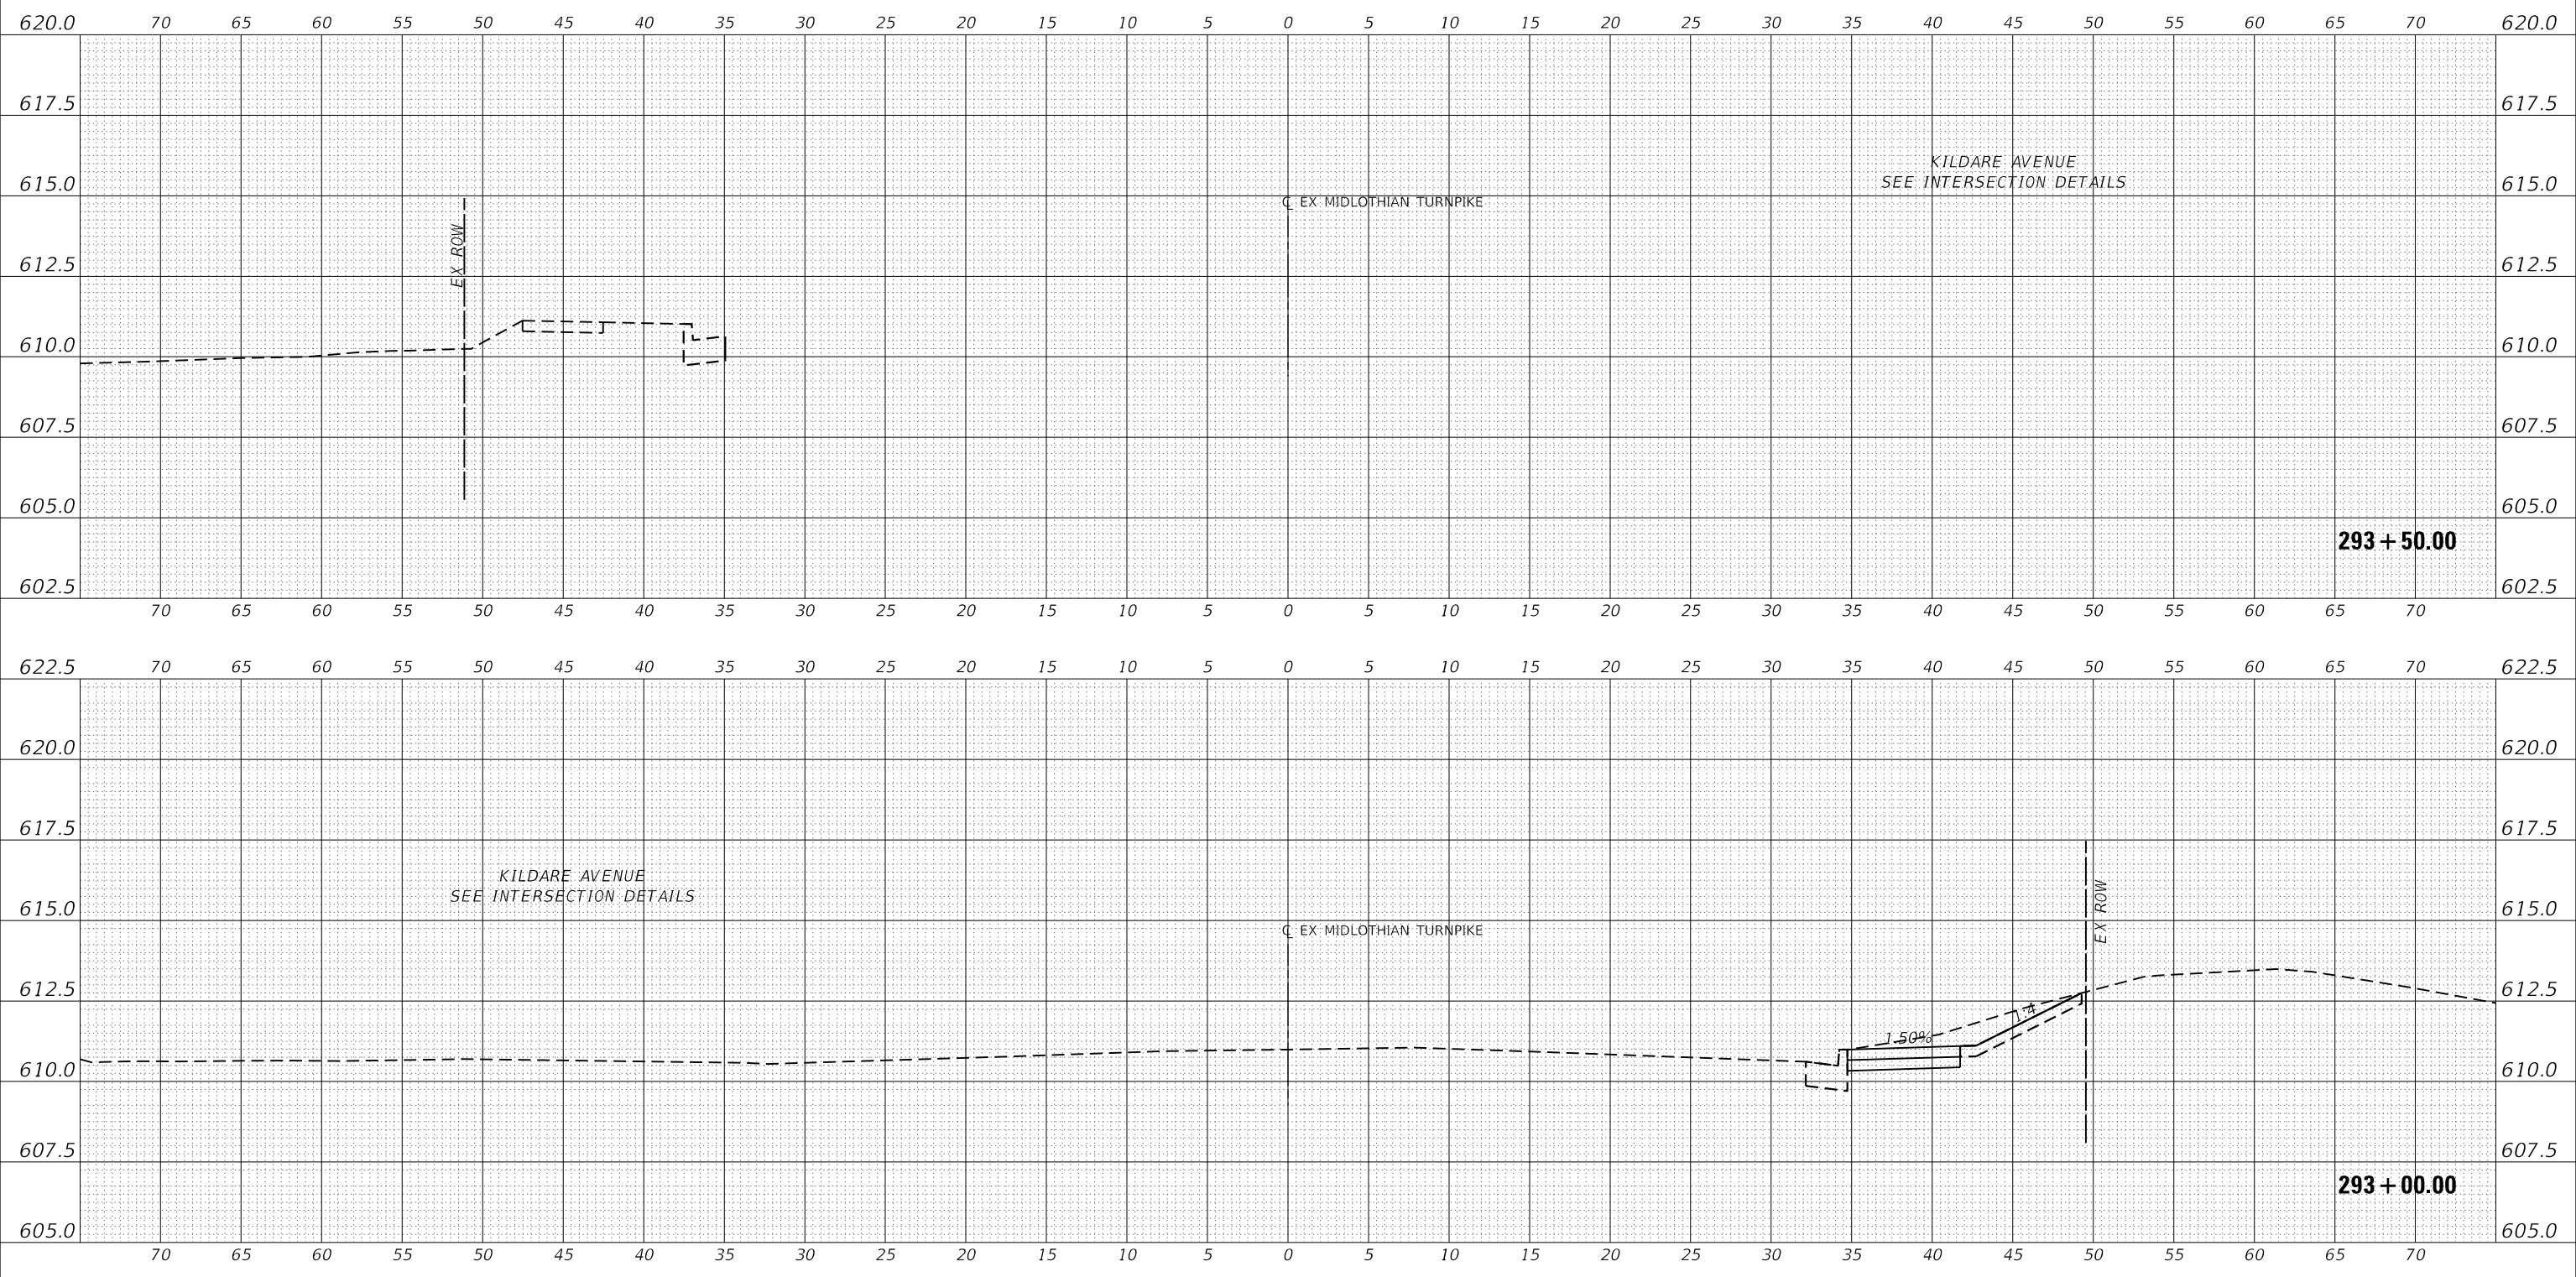 70 65 60 55 50 45 40 35 30 25 20 15 10 5 0 5 10 15 20 25 30 35 40 45 50 55 60 65 70
620.0 620.0
617.5 617.5
KILDARE AVENUE
SEE INTERSECTION DETAILS
615.0 615.0
℄ EX MIDLOTHIAN TURNPIKE
EX ROW
612.5 612.5
610.0 610.0
607.5 607.5
605.0 605.0
293+50.00
602.5 602.5
70 65 60 55 50 45 40 35 30 25 20 15 10 5 0 5 10 15 20 25 30 35 40 45 50 55 60 65 70
70 65 60 55 50 45 40 35 30 25 20 15 10 5 0 5 10 15 20 25 30 35 40 45 50 55 60 65 70
622.5 622.5
620.0 620.0
617.5 617.5
KILDARE AVENUE
SEE INTERSECTION DETAILS
615.0 615.0
EX ROW
℄ EX MIDLOTHIAN TURNPIKE
612.5 612.5
1:4
1.50%
610.0 610.0
607.5 607.5
293+00.00
605.0 605.0
70 65 60 55 50 45 40 35 30 25 20 15 10 5 0 5 10 15 20 25 30 35 40 45 50 55 60 65 70